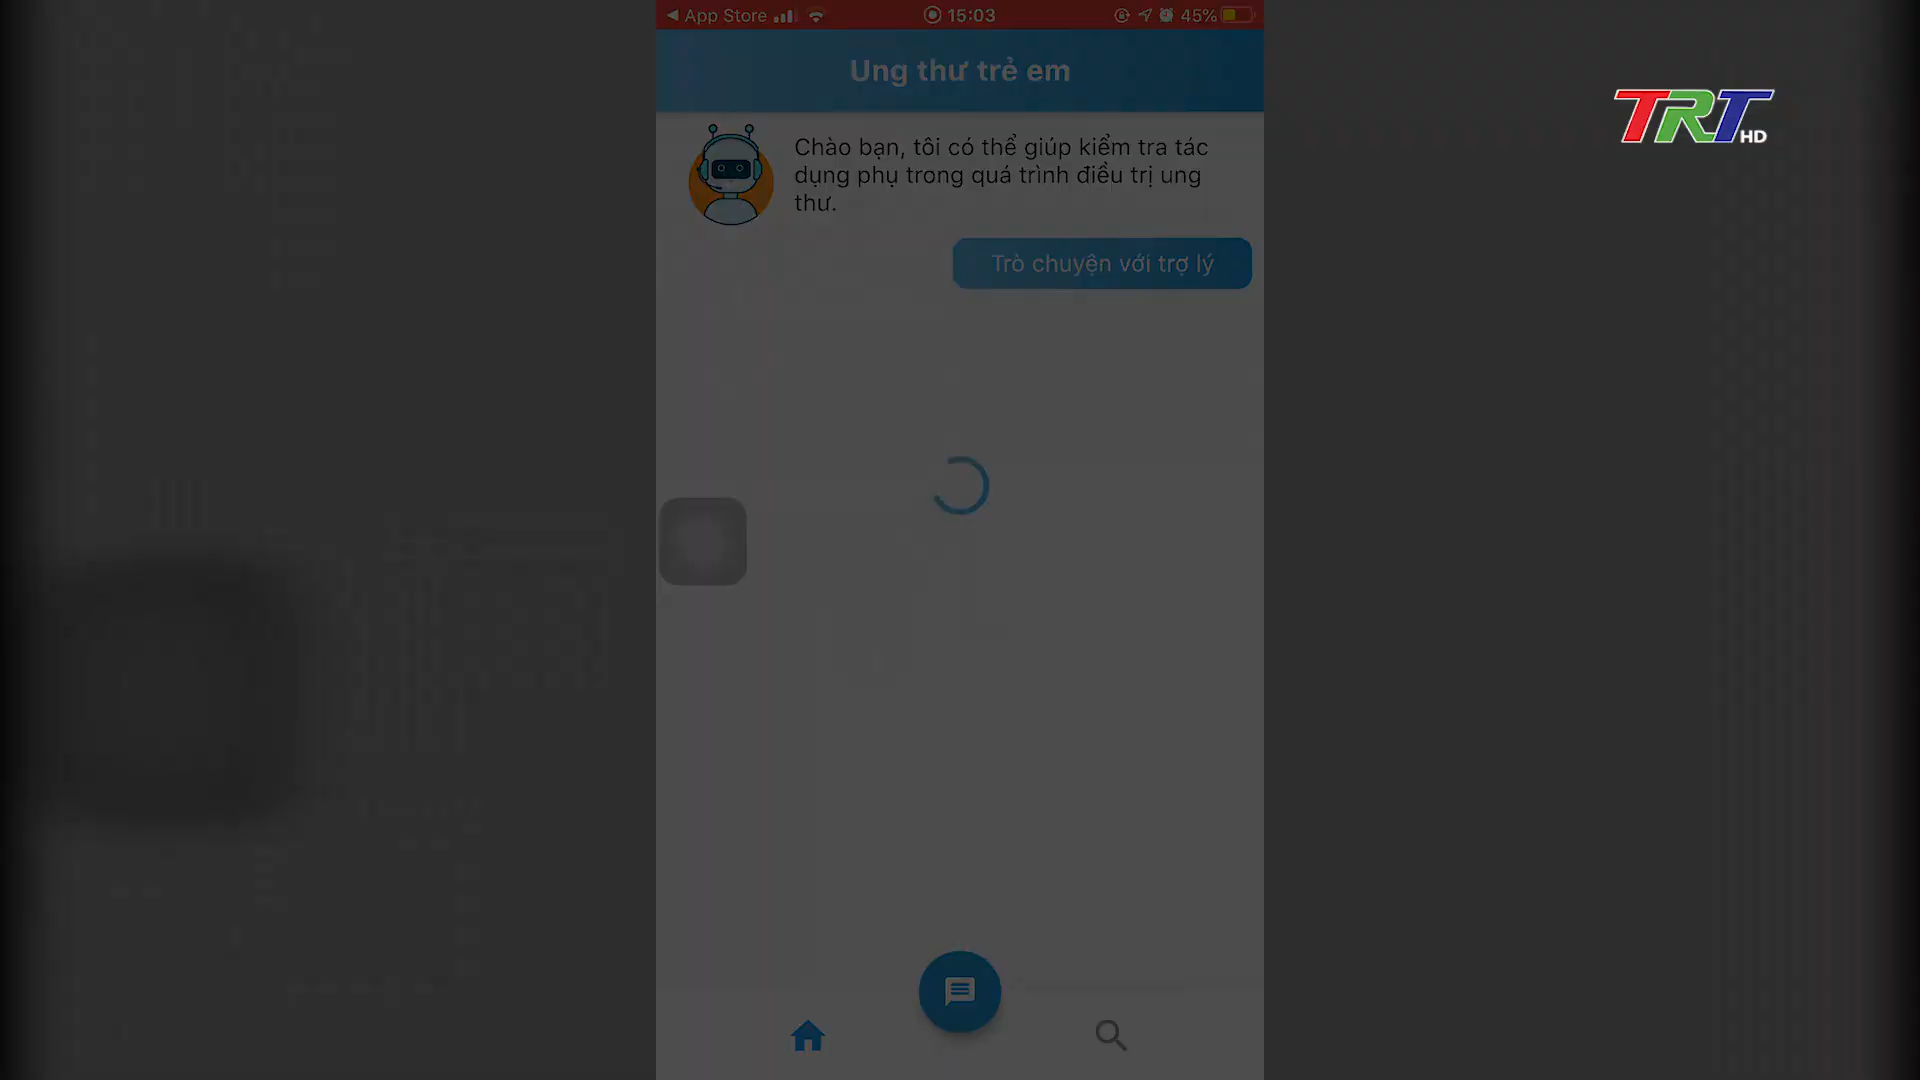 App Store 15:03 45%
Ung thư trẻ em
TRT HD
Chào bạn, tôi có thể giúp kiểm tra tác
dụng phụ trong quá trình điều trị ung
thư.
Trò chuyện với trợ lý